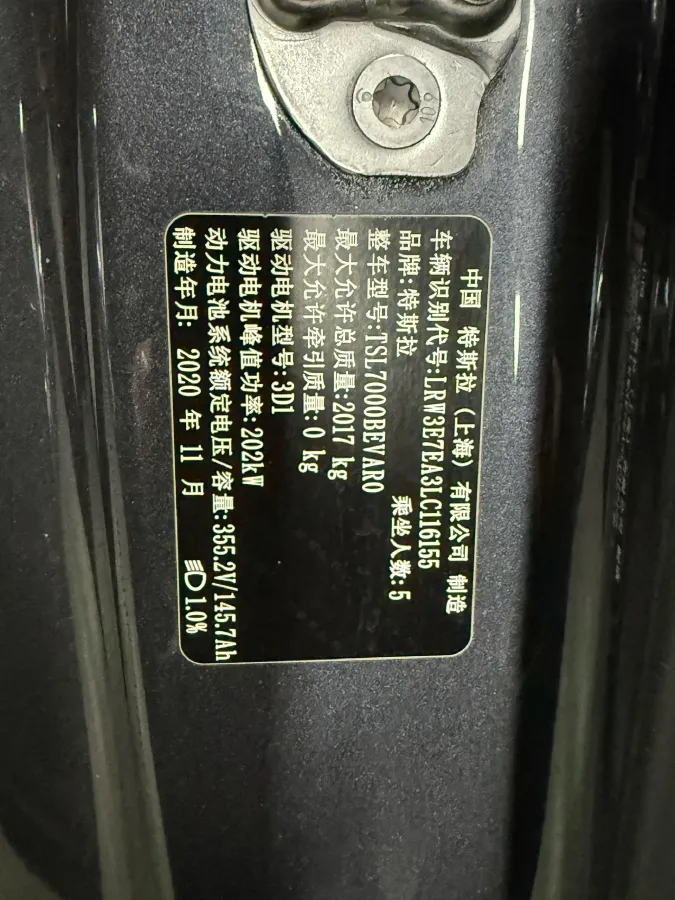 中国 特斯拉（上海）有限公司 制造
车辆识别代号:LRW3E7EA3LC116155
品牌:特斯拉 乘坐人数:5
整车型号:TSL7000BEVAR0
最大允许总质量:2017 kg
最大允许牵引质量:0 kg
驱动电机型号:3D1
驱动电机峰值功率:202kW
动力电池系统额定电压/容量:355.2V/145.7Ah
制造年月: 2020 年 11 月 1.0%